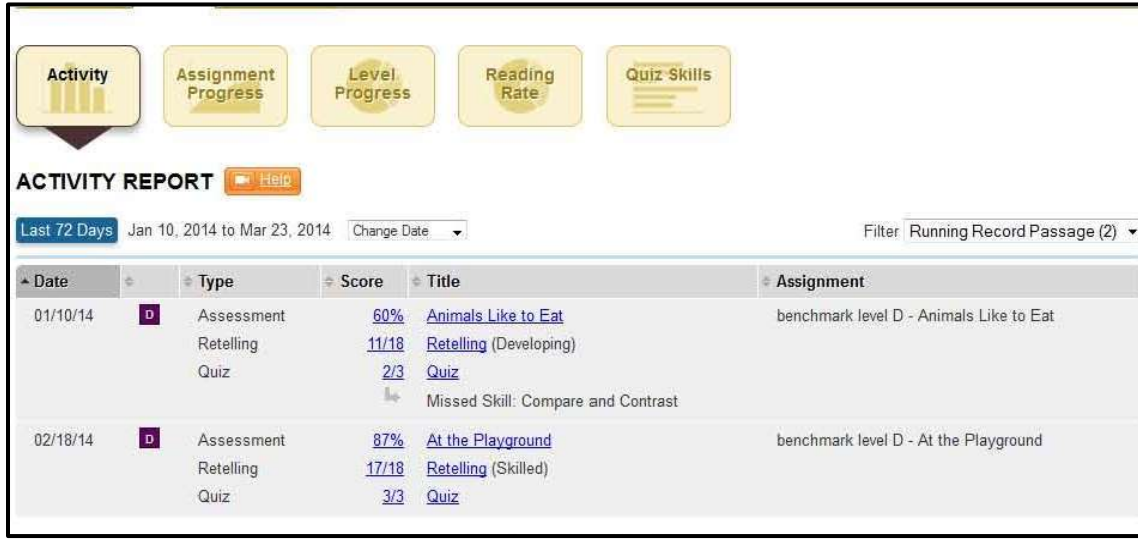 Activity
Assignment Progress
Level Progress
Reading Rate
Quiz Skills
ACTIVITY REPORT Help
Last 72 Days Jan 10, 2014 to Mar 23, 2014 Change Date Filter Running Record Passage (2)
Date Type Score Title Assignment
01/10/14 D Assessment 60% Animals Like to Eat benchmark level D - Animals Like to Eat
Retelling 11/18 Retelling (Developing)
Quiz 2/3 Quiz
Missed Skill: Compare and Contrast
02/18/14 D Assessment 87% At the Playground benchmark level D - At the Playground
Retelling 17/18 Retelling (Skilled)
Quiz 3/3 Quiz